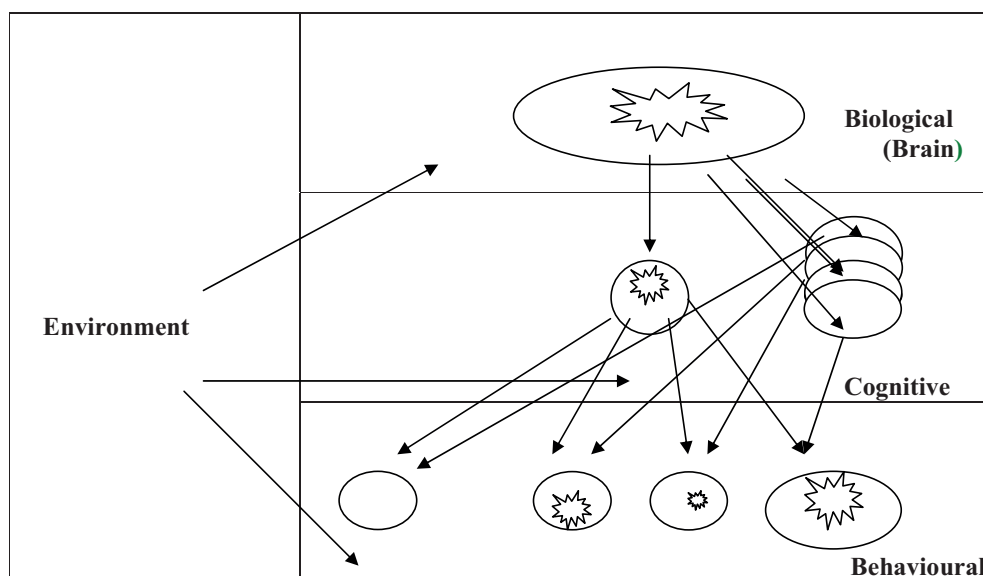 Biological
(Brain)
Environment
Cognitive
Behavioural